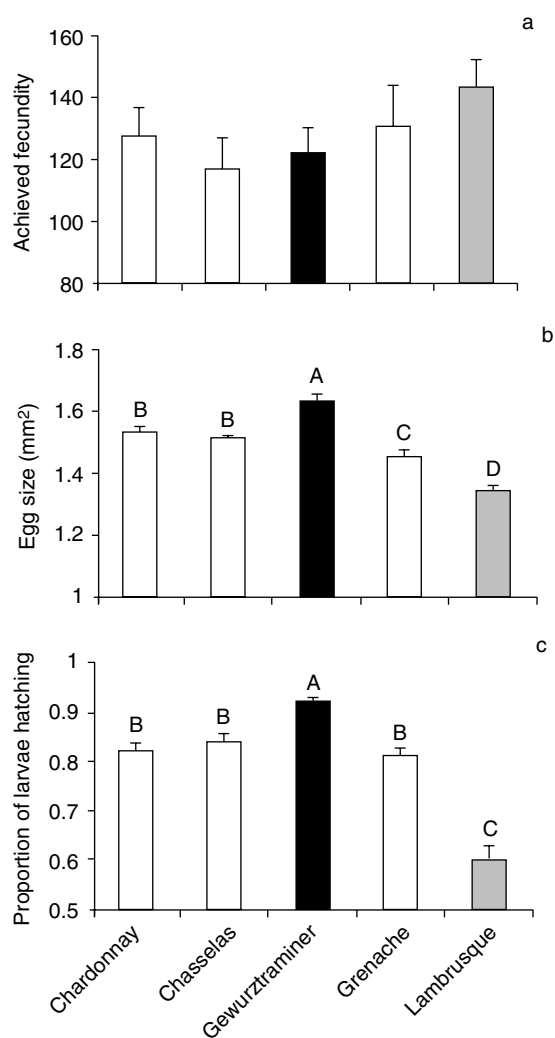 a
160
140
120
100
80
Achieved fecundity
b
1.8
1.6
1.4
1.2
1
Egg size (mm²)
B
B
A
C
D
c
1
0.9
0.8
0.7
0.6
0.5
Proportion of larvae hatching
B
B
A
B
C
Chardonnay
Chasselas
Gewurztraminer
Grenache
Lambrusque